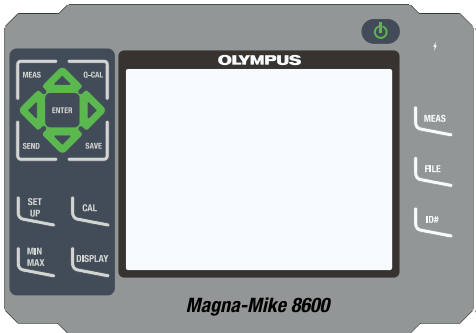 OLYMPUS
MEAS
Q-CAL
ENTER
SEND
SAVE
SET
UP
CAL
MIN
MAX
DISPLAY
MEAS
FILE
ID#
Magna-Mike 8600